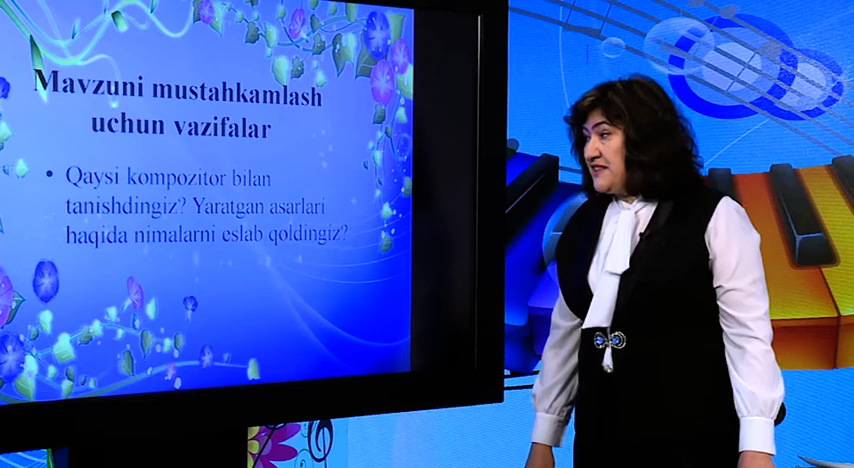 Mavzuni mustahkamlash
uchun vazifalar
• Qaysi kompozitor bilan
tanishdingiz? Yaratgan asarlari
haqida nimalarni eslab qoldingiz?